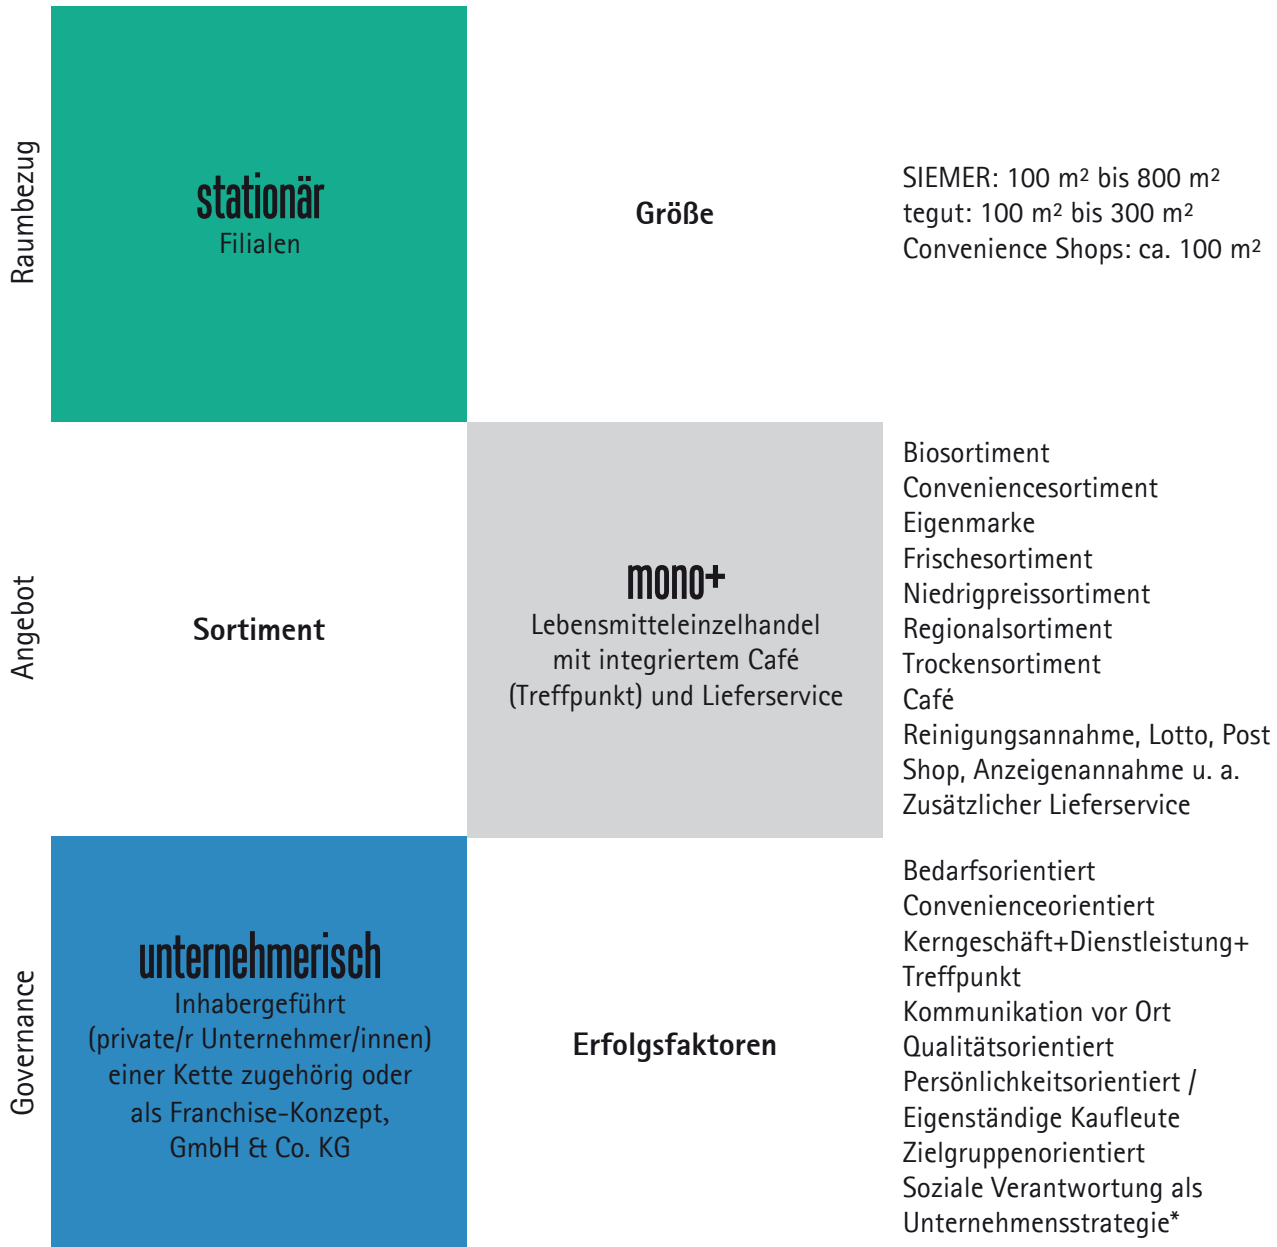 Raumbezug
stationär
Filialen
Größe
SIEMER: 100 m² bis 800 m²
tegut: 100 m² bis 300 m²
Convenience Shops: ca. 100 m²
Angebot
Sortiment
mono+
Lebensmitteleinzelhandel
mit integriertem Café
(Treffpunkt) und Lieferservice
Biosortiment
Conveniencesortiment
Eigenmarke
Frischesortiment
Niedrigpreissortiment
Regionalsortiment
Trockensortiment
Café
Reinigungsannahme, Lotto, Post
Shop, Anzeigenannahme u. a.
Zusätzlicher Lieferservice
Governance
unternehmerisch
Inhabergeführt
(private/r Unternehmer/innen)
einer Kette zugehörig oder
als Franchise-Konzept,
GmbH & Co. KG
Erfolgsfaktoren
Bedarfsorientiert
Convenienceorientiert
Kerngeschäft+Dienstleistung+
Treffpunkt
Kommunikation vor Ort
Qualitätsorientiert
Persönlichkeitsorientiert /
Eigenständige Kaufleute
Zielgruppenorientiert
Soziale Verantwortung als
Unternehmensstrategie*